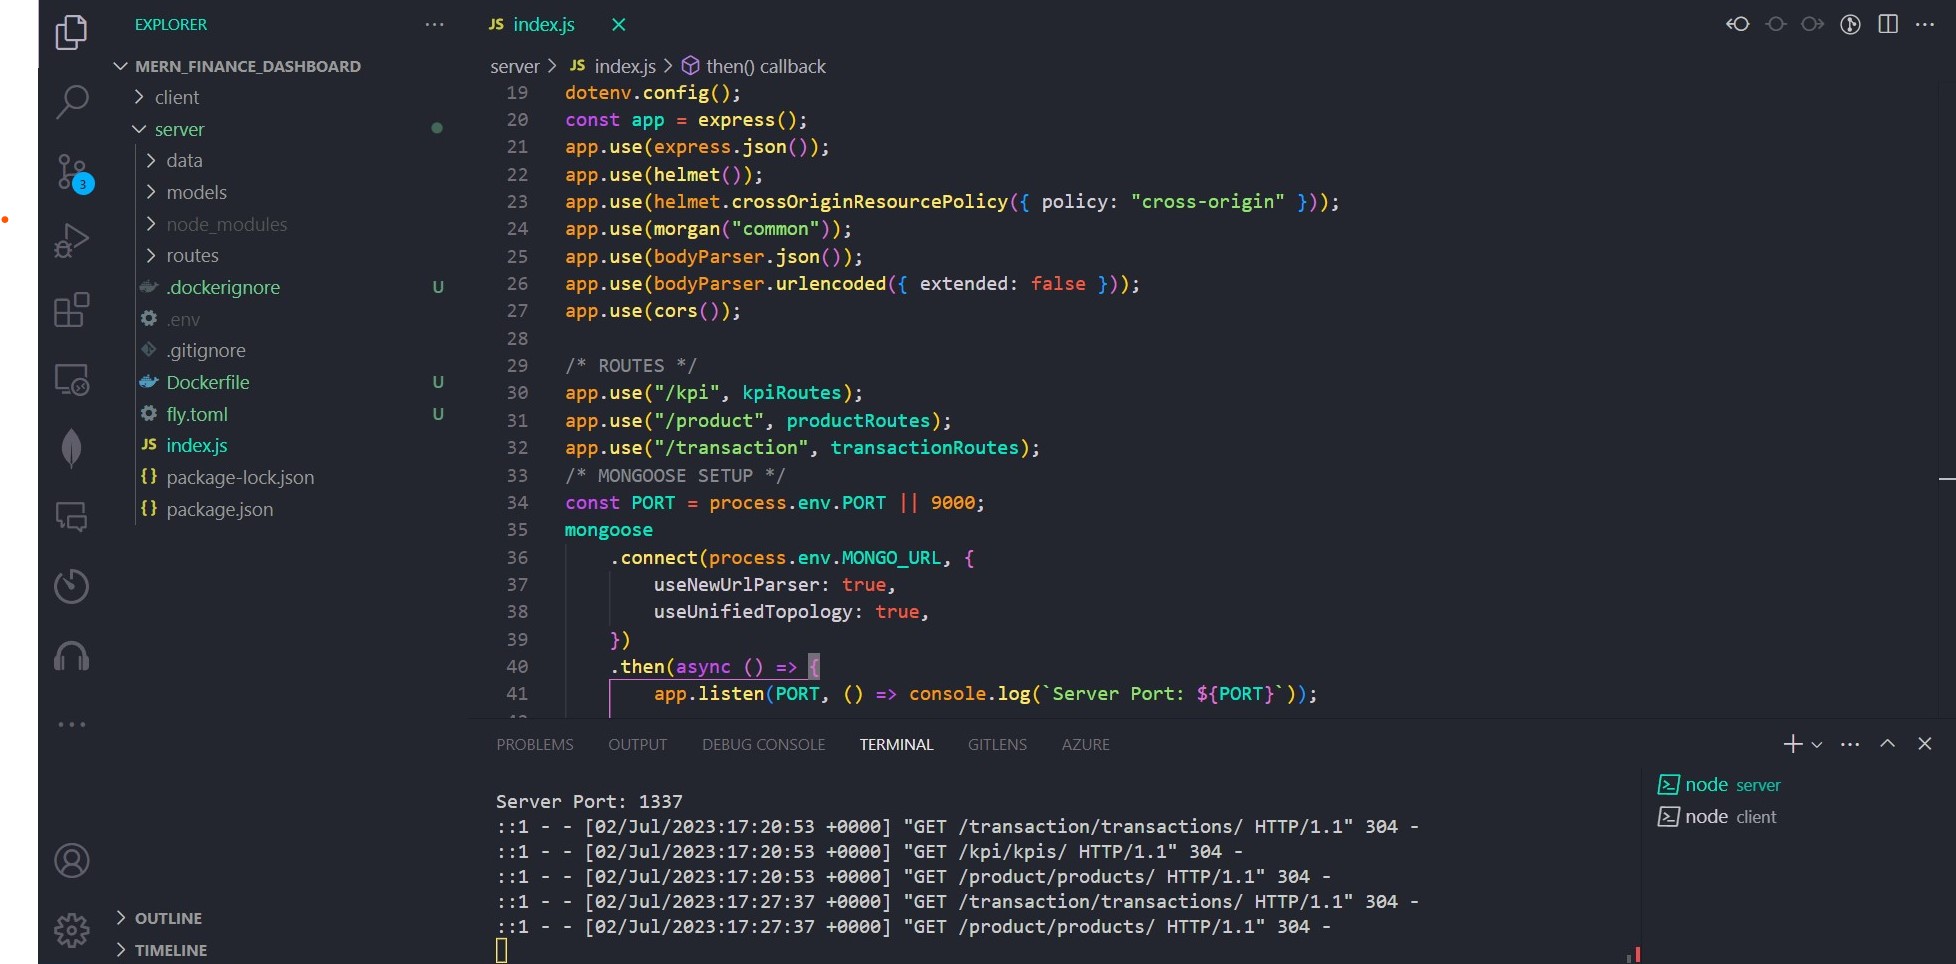 EXPLORER
MERN_FINANCE_DASHBOARD
client
server
data
models
node_modules
routes
.dockerignore U
.env
.gitignore
Dockerfile U
fly.toml U
JS index.js
{} package-lock.json
{} package.json
OUTLINE
TIMELINE
3
JS index.js
server > JS index.js > then() callback
19 dotenv.config();
20 const app = express();
21 app.use(express.json());
22 app.use(helmet());
23 app.use(helmet.crossOriginResourcePolicy({ policy: "cross-origin" }));
24 app.use(morgan("common"));
25 app.use(bodyParser.json());
26 app.use(bodyParser.urlencoded({ extended: false }));
27 app.use(cors());
28
29 /* ROUTES */
30 app.use("/kpi", kpiRoutes);
31 app.use("/product", productRoutes);
32 app.use("/transaction", transactionRoutes);
33 /* MONGOOSE SETUP */
34 const PORT = process.env.PORT || 9000;
35 mongoose
36 .connect(process.env.MONGO_URL, {
37 useNewUrlParser: true,
38 useUnifiedTopology: true,
39 })
40 .then(async () => {
41 app.listen(PORT, () => console.log(`Server Port: ${PORT}`));
PROBLEMS OUTPUT DEBUG CONSOLE TERMINAL GITLENS AZURE
Server Port: 1337
::1 - - [02/Jul/2023:17:20:53 +0000] "GET /transaction/transactions/ HTTP/1.1" 304 -
::1 - - [02/Jul/2023:17:20:53 +0000] "GET /kpi/kpis/ HTTP/1.1" 304 -
::1 - - [02/Jul/2023:17:20:53 +0000] "GET /product/products/ HTTP/1.1" 304 -
::1 - - [02/Jul/2023:17:27:37 +0000] "GET /transaction/transactions/ HTTP/1.1" 304 -
::1 - - [02/Jul/2023:17:27:37 +0000] "GET /product/products/ HTTP/1.1" 304 -
node server
node client